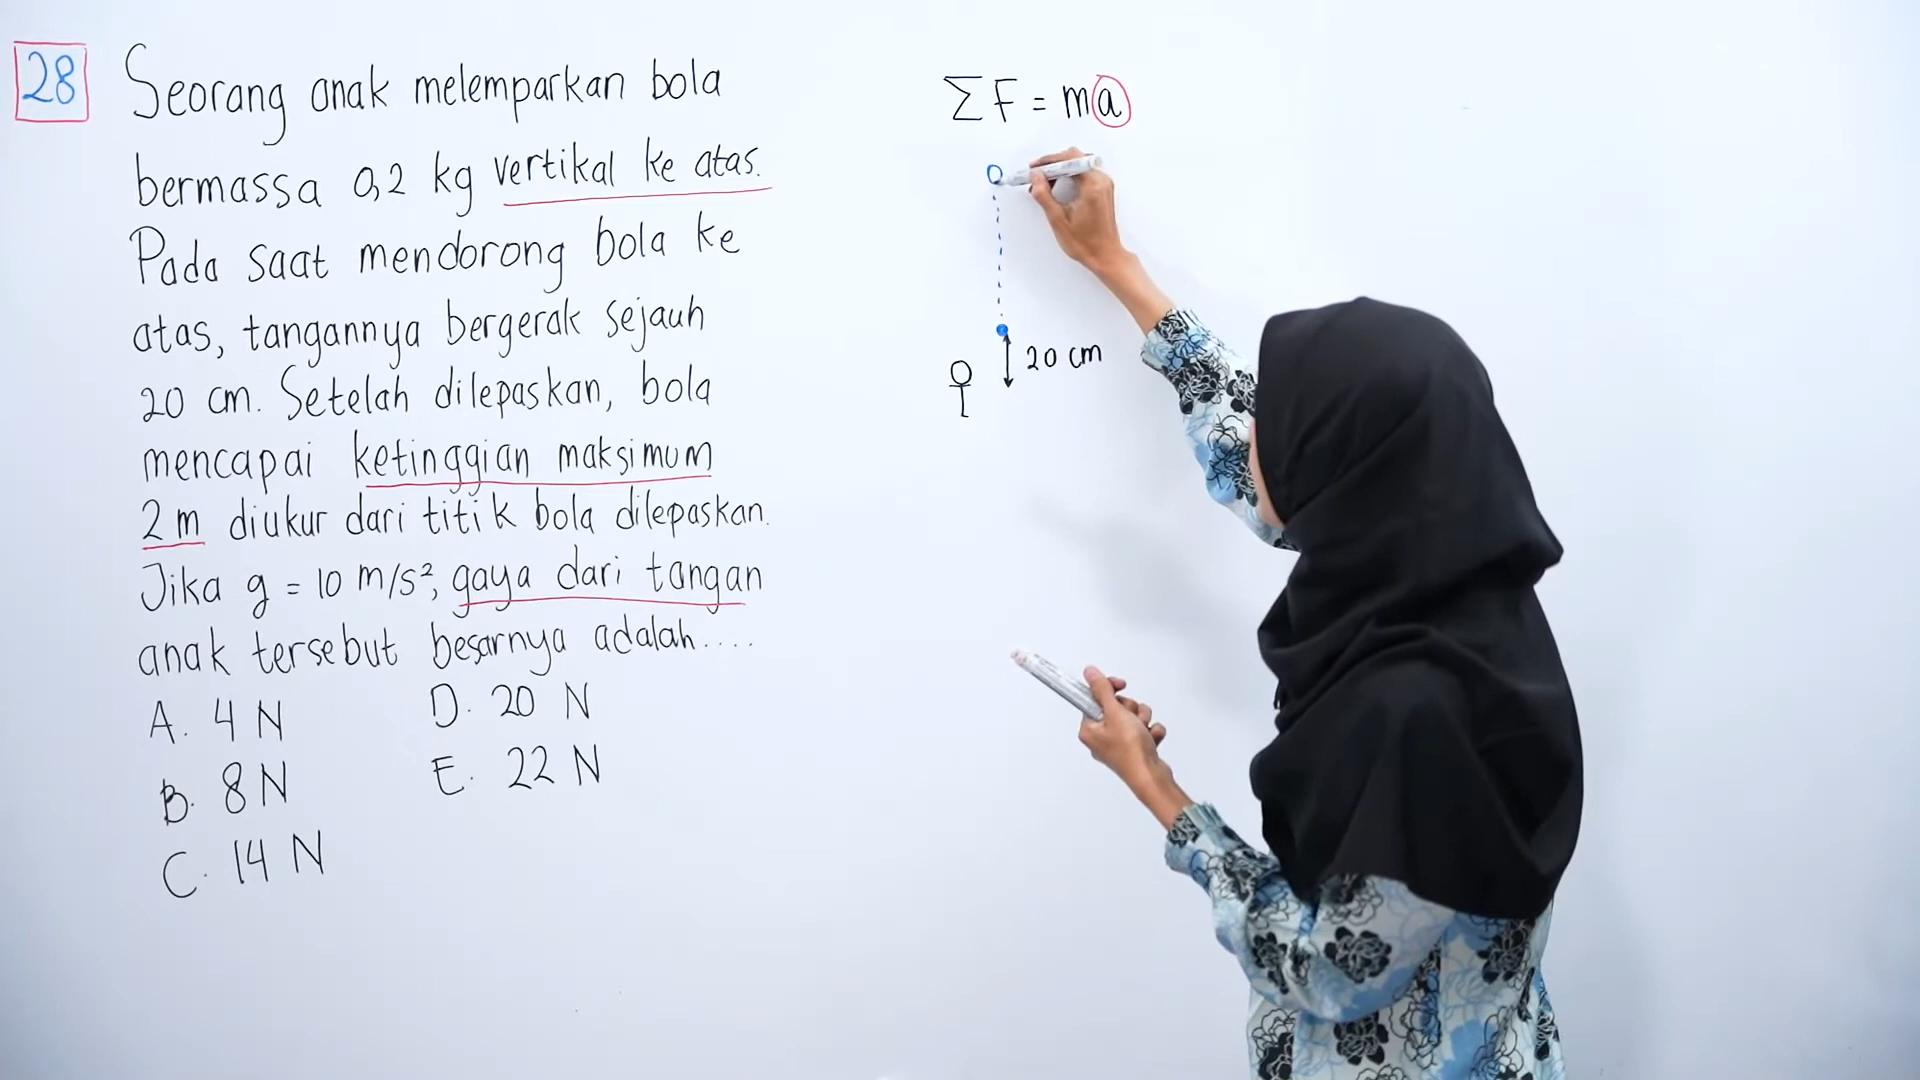 28
Seorang anak melemparkan bola
bermassa 0,2 kg vertikal ke atas.
Pada saat mendorong bola ke
atas, tangannya bergerak sejauh
20 cm. Setelah dilepaskan, bola
mencapai ketinggian maksimum
2 m diukur dari titik bola dilepaskan.
Jika g = 10 m/s², gaya dari tangan
anak tersebut besarnya adalah....
A. 4 N
B. 8 N
C. 14 N
D. 20 N
E. 22 N
ΣF = ma
20 cm